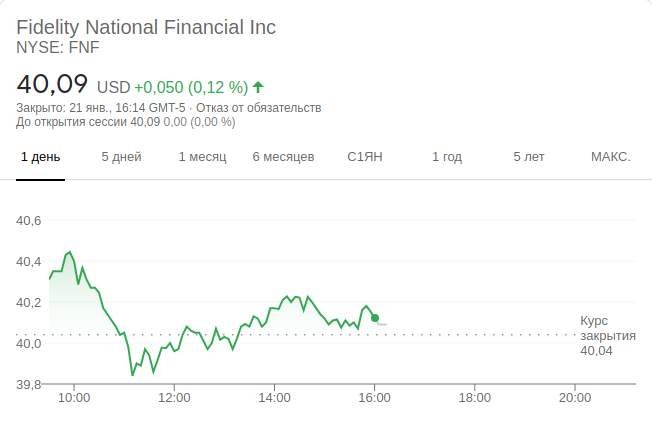 Fidelity National Financial Inc
NYSE: FNF
40,09 USD +0,050 (0,12 %)
Закрыто: 21 янв., 16:14 GMT-5 · Отказ от обязательств
До открытия сессии 40,09 0,00 (0,00 %)
1 день 5 дней 1 месяц 6 месяцев С1ЯН 1 год 5 лет МАКС.
40,6
40,4
40,2
Курс
закрытия
40,04
40,0
39,8
10:00 12:00 14:00 16:00 18:00 20:00